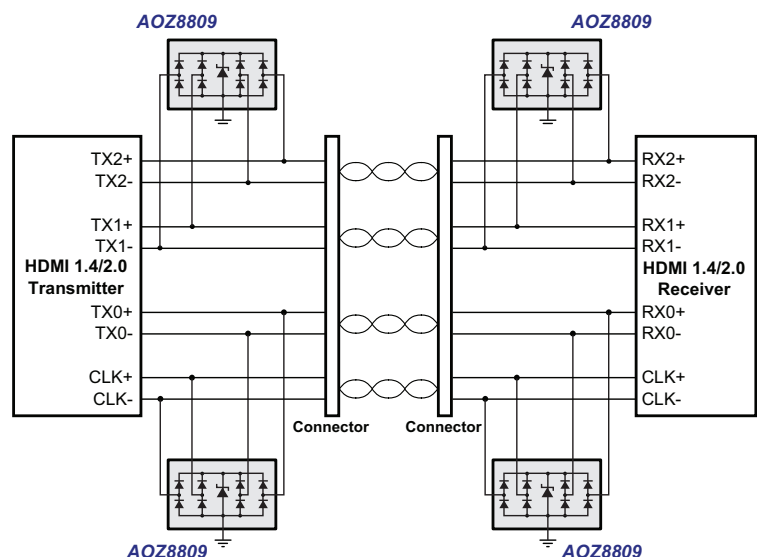 AOZ8809
AOZ8809
TX2+
TX2-
TX1+
TX1-
HDMI 1.4/2.0
Transmitter
TX0+
TX0-
CLK+
CLK-
RX2+
RX2-
RX1+
RX1-
HDMI 1.4/2.0
Receiver
RX0+
RX0-
CLK+
CLK-
Connector
Connector
AOZ8809
AOZ8809